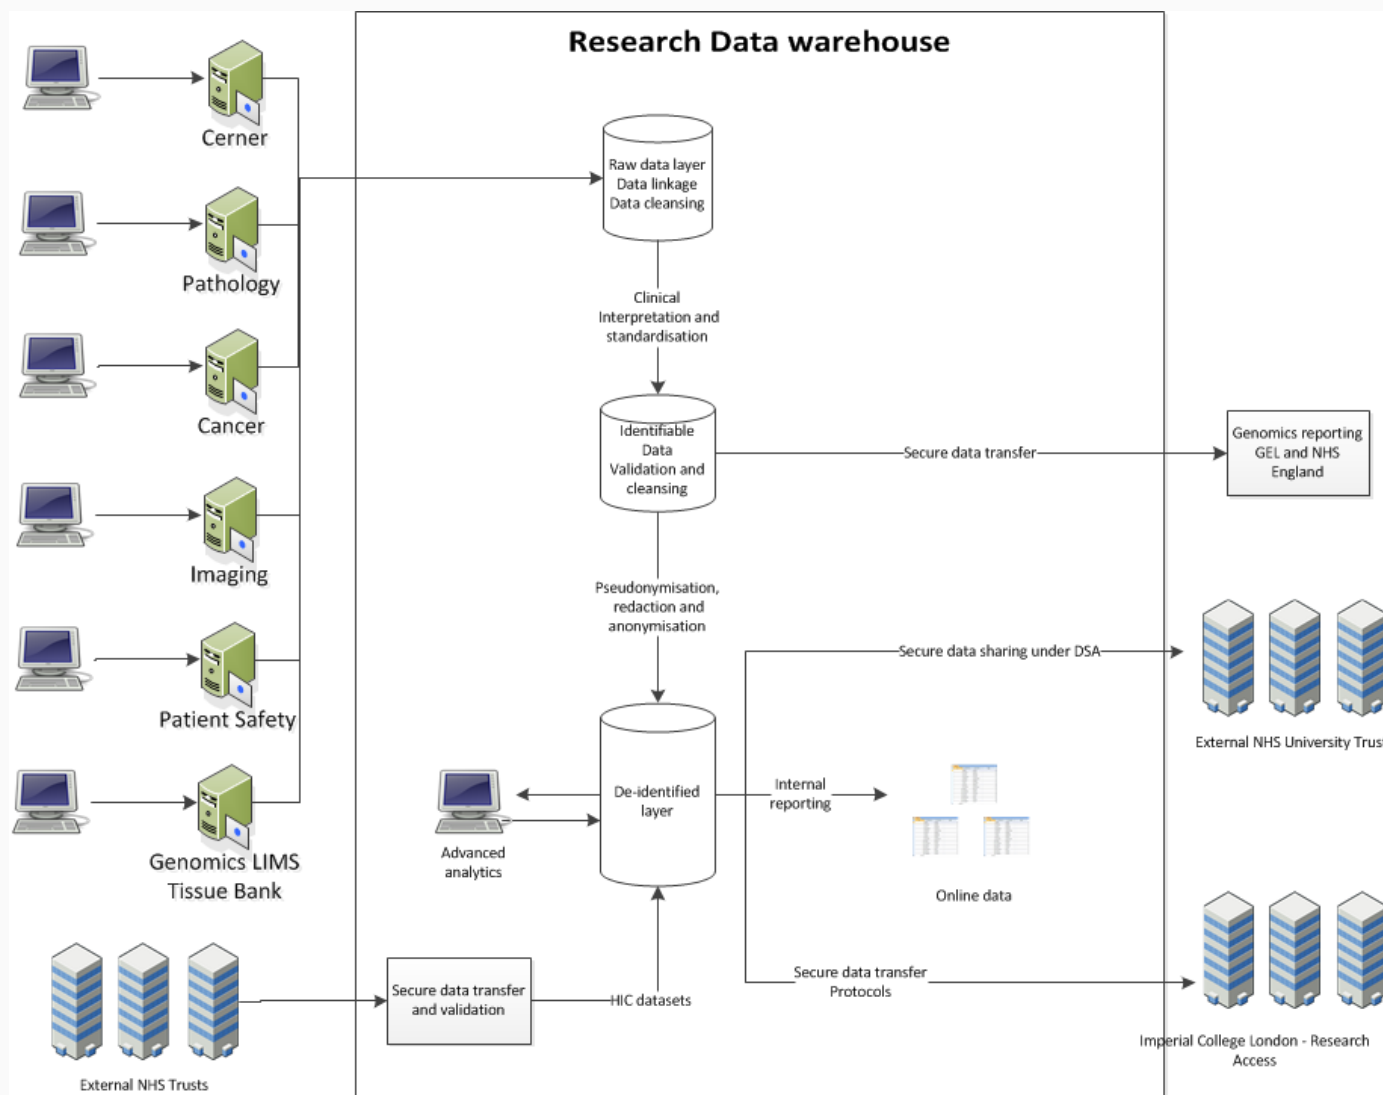 Research Data warehouse
Cerner
Pathology
Cancer
Imaging
Patient Safety
Genomics LIMS
Tissue Bank
External NHS Trusts
Raw data layer
Data linkage
Data cleansing
Clinical
Interpretation and
standardisation
Identifiable
Data
Validation and
cleansing
Secure data transfer
Genomics reporting
GEL and NHS
England
Pseudonymisation,
redaction and
anonymisation
Secure data sharing under DSA
External NHS University Trust
De-identified
layer
Advanced
analytics
Internal
reporting
Online data
Secure data transfer
and validation
HIC datasets
Secure data transfer
Protocols
Imperial College London - Research
Access